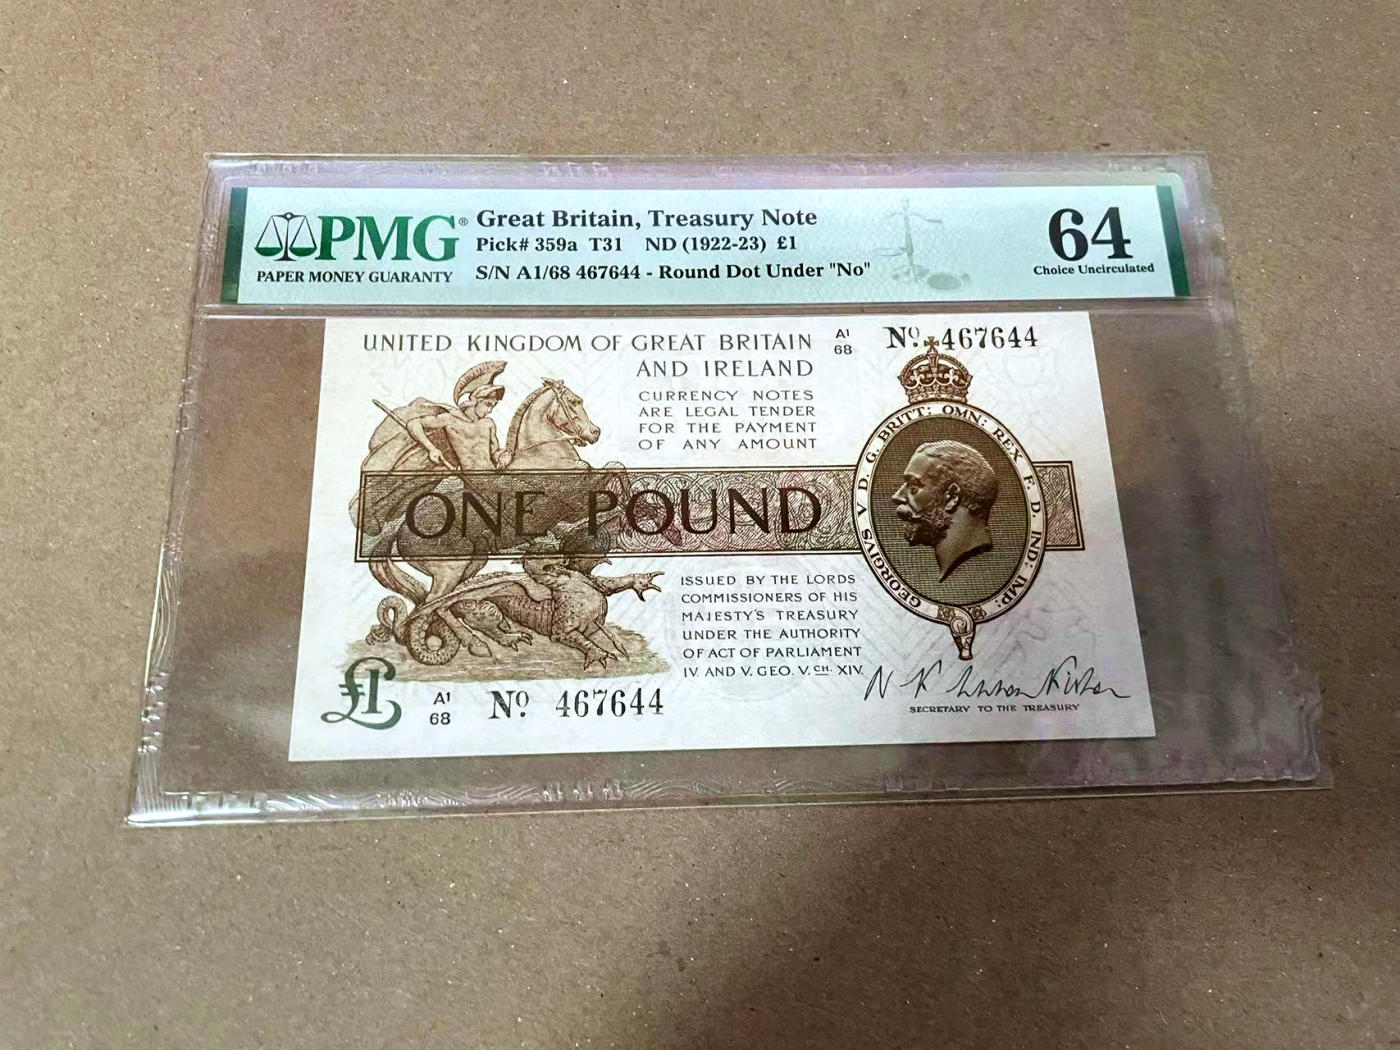 PMG®
PAPER MONEY GUARANTY
Great Britain, Treasury Note
Pick# 359a T31 ND (1922-23) £1
S/N A1/68 467644 - Round Dot Under "No"
64
Choice Uncirculated
UNITED KINGDOM OF GREAT BRITAIN
AND IRELAND
A1
68
No. 467644
CURRENCY NOTES
ARE LEGAL TENDER
FOR THE PAYMENT
OF ANY AMOUNT
ONE POUND
GEORGIVS V D. G. BRITT: OMN: REX F. D. IND: IMP:
ISSUED BY THE LORDS
COMMISSIONERS OF HIS
MAJESTY'S TREASURY
UNDER THE AUTHORITY
OF ACT OF PARLIAMENT
IV. AND V. GEO. V. CH. XIV.
£1
A1
68
No. 467644
SECRETARY TO THE TREASURY